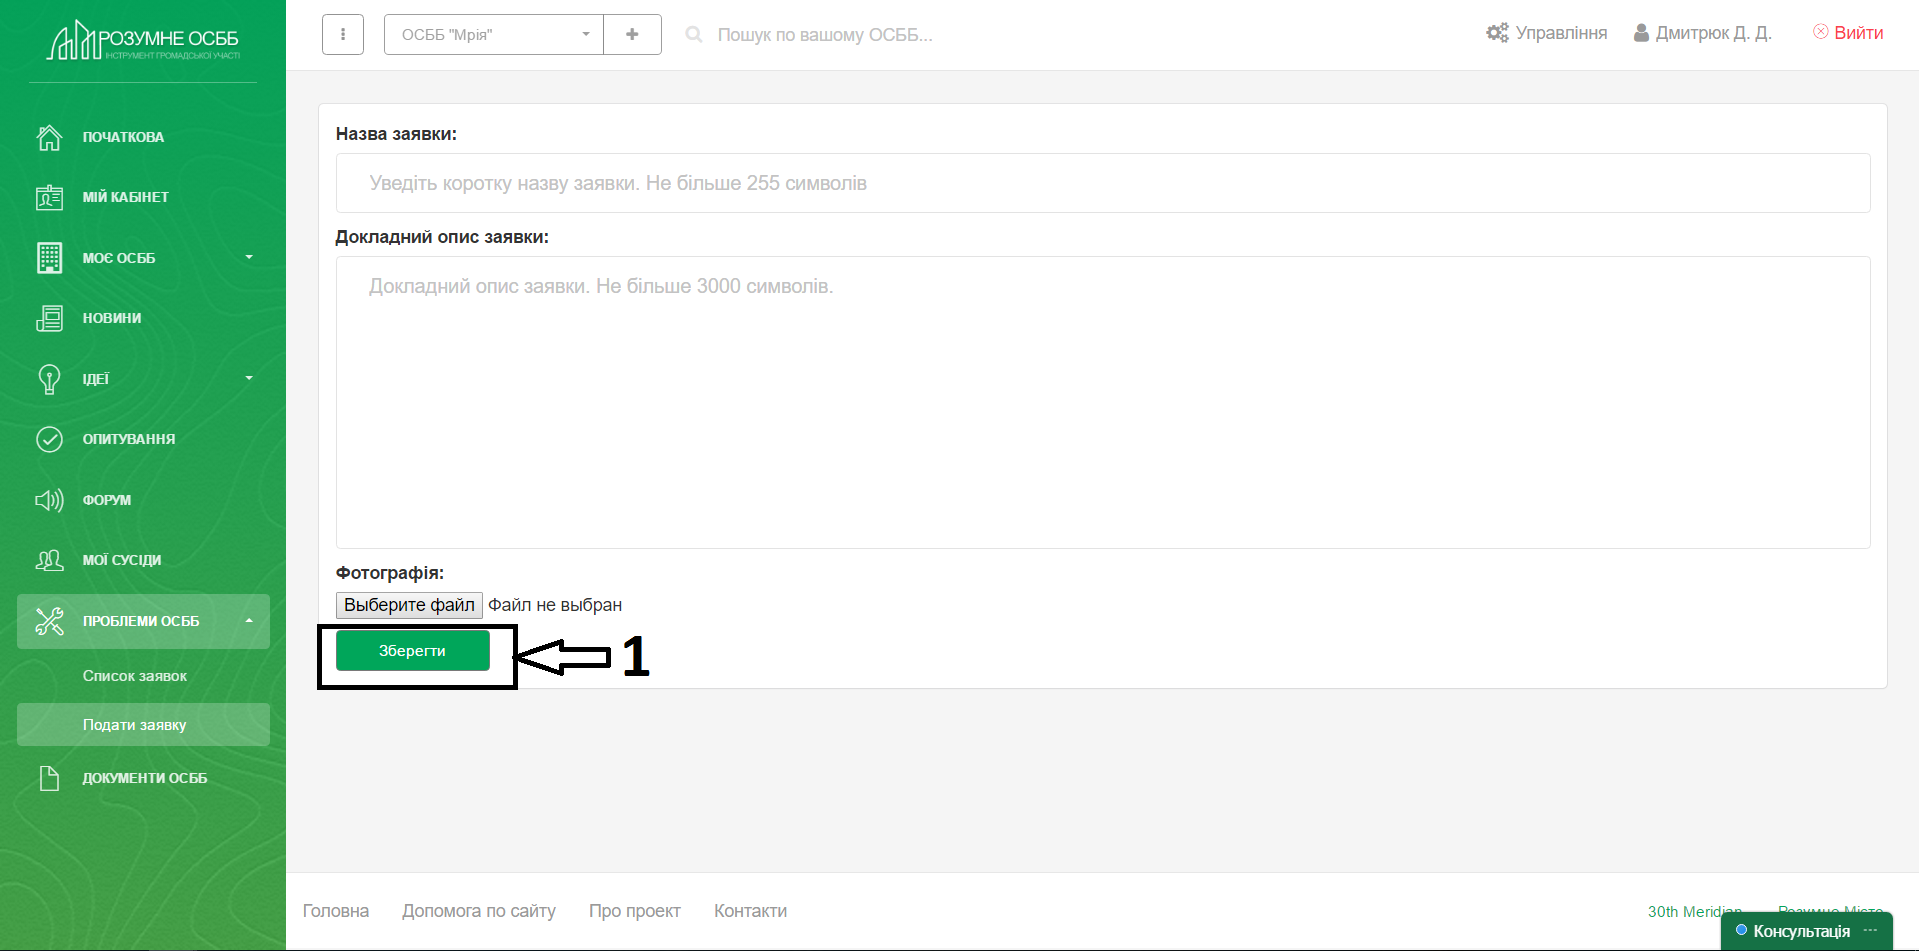 РОЗУМНЕ ОСББ
ІНСТРУМЕНТ ГРОМАДСЬКОЇ УЧАСТІ
ПОЧАТКОВА
МІЙ КАБІНЕТ
МОЄ ОСББ
НОВИНИ
ІДЕЇ
ОПИТУВАННЯ
ФОРУМ
МОЇ СУСІДИ
ПРОБЛЕМИ ОСББ
Список заявок
Подати заявку
ДОКУМЕНТИ ОСББ
ОСББ "Мрія"
Пошук по вашому ОСББ...
Управління
Дмитрюк Д. Д.
Выйти
Назва заявки:
Уведіть коротку назву заявки. Не більше 255 символів
Докладний опис заявки:
Докладний опис заявки. Не більше 3000 символів.
Фотографія:
Выберите файл Файл не выбран
Зберегти
1
Головна
Допомога по сайту
Про проект
Контакти
30th Meridian
Розумне Місто
Консультація